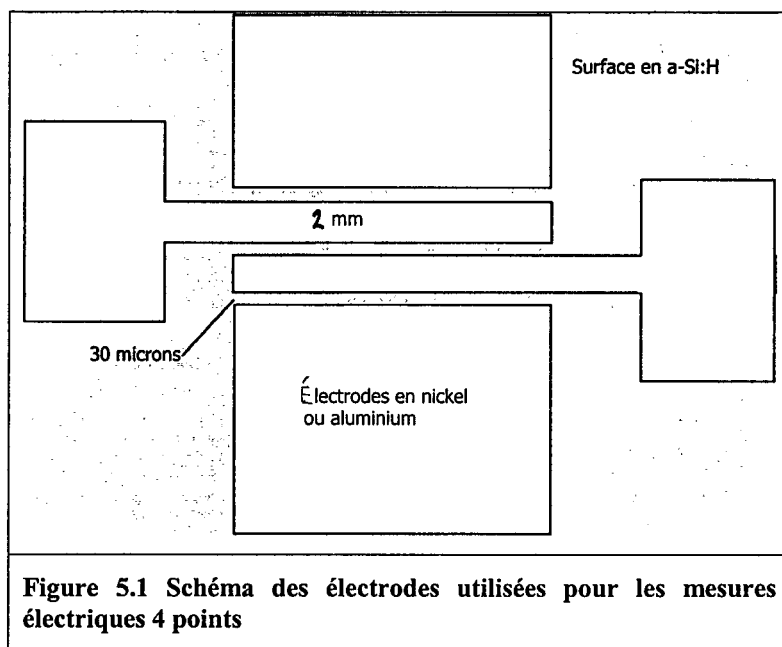 Surface en a-Si:H
2 mm
30 microns
Électrodes en nickel
ou aluminium
Figure 5.1 Schéma des électrodes utilisées pour les mesures
électriques 4 points